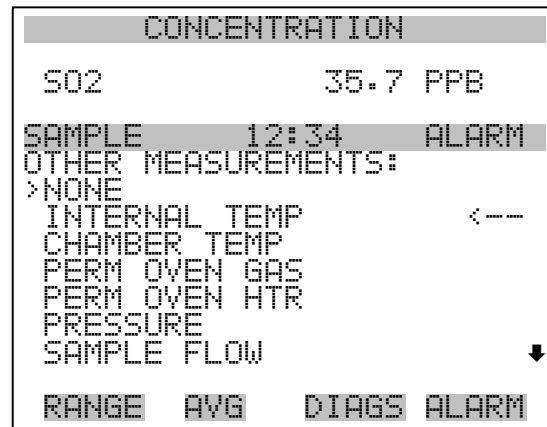 CONCENTRATION
SO2 35.7 PPB
SAMPLE 12:34 ALARM
OTHER MEASUREMENTS:
>NONE
INTERNAL TEMP <--
CHAMBER TEMP
PERM OVEN GAS
PERM OVEN HTR
PRESSURE
SAMPLE FLOW
RANGE AVG DIAGS ALARM